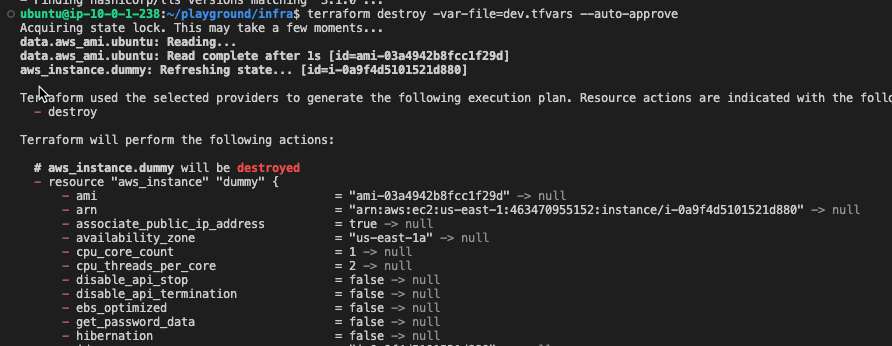 - Finding hashicorp/tls versions matching "3.1.0"...
ubuntu@ip-10-0-1-238:~/playground/infra$ terraform destroy -var-file=dev.tfvars --auto-approve
Acquiring state lock. This may take a few moments...
data.aws_ami.ubuntu: Reading...
data.aws_ami.ubuntu: Read complete after 1s [id=ami-03a4942b8fcc1f29d]
aws_instance.dummy: Refreshing state... [id=i-0a9f4d5101521d880]
Terraform used the selected providers to generate the following execution plan. Resource actions are indicated with the follo
- destroy
Terraform will perform the following actions:
# aws_instance.dummy will be destroyed
- resource "aws_instance" "dummy" {
- ami = "ami-03a4942b8fcc1f29d" -> null
- arn = "arn:aws:ec2:us-east-1:463470955152:instance/i-0a9f4d5101521d880" -> null
- associate_public_ip_address = true -> null
- availability_zone = "us-east-1a" -> null
- cpu_core_count = 1 -> null
- cpu_threads_per_core = 2 -> null
- disable_api_stop = false -> null
- disable_api_termination = false -> null
- ebs_optimized = false -> null
- get_password_data = false -> null
- hibernation = false -> null